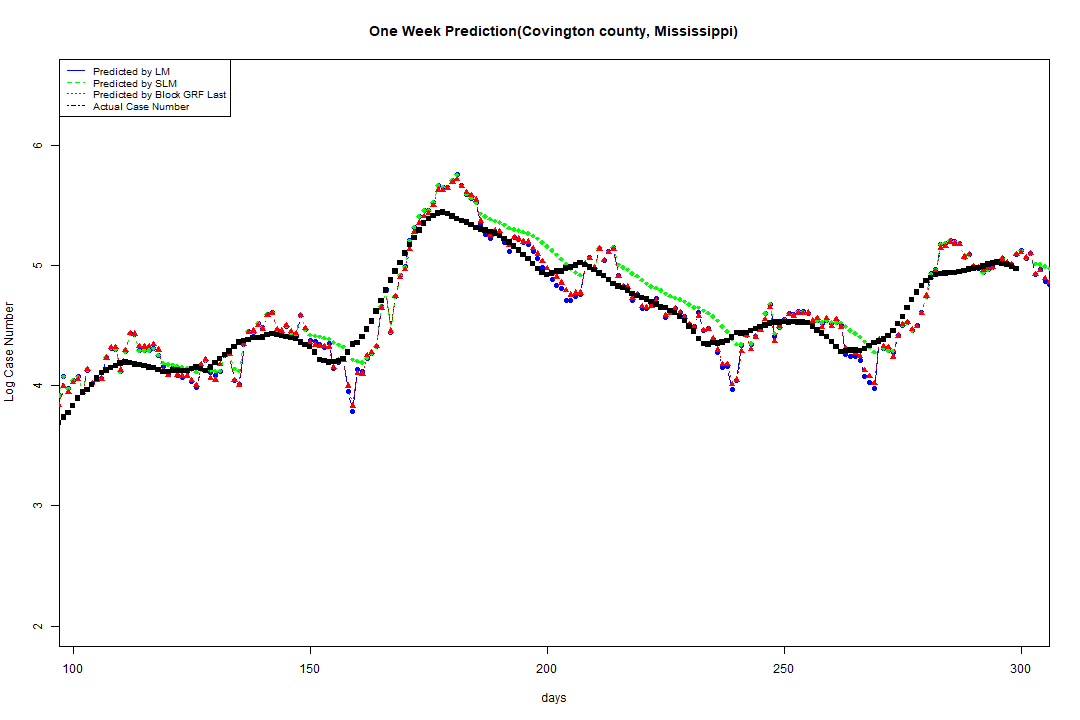 One Week Prediction(Covington county, Mississippi)
Predicted by LM
Predicted by SLM
Predicted by Block GRF Last
Actual Case Number
6
5
4
3
2
Log Case Number
100 150 200 250 300
days